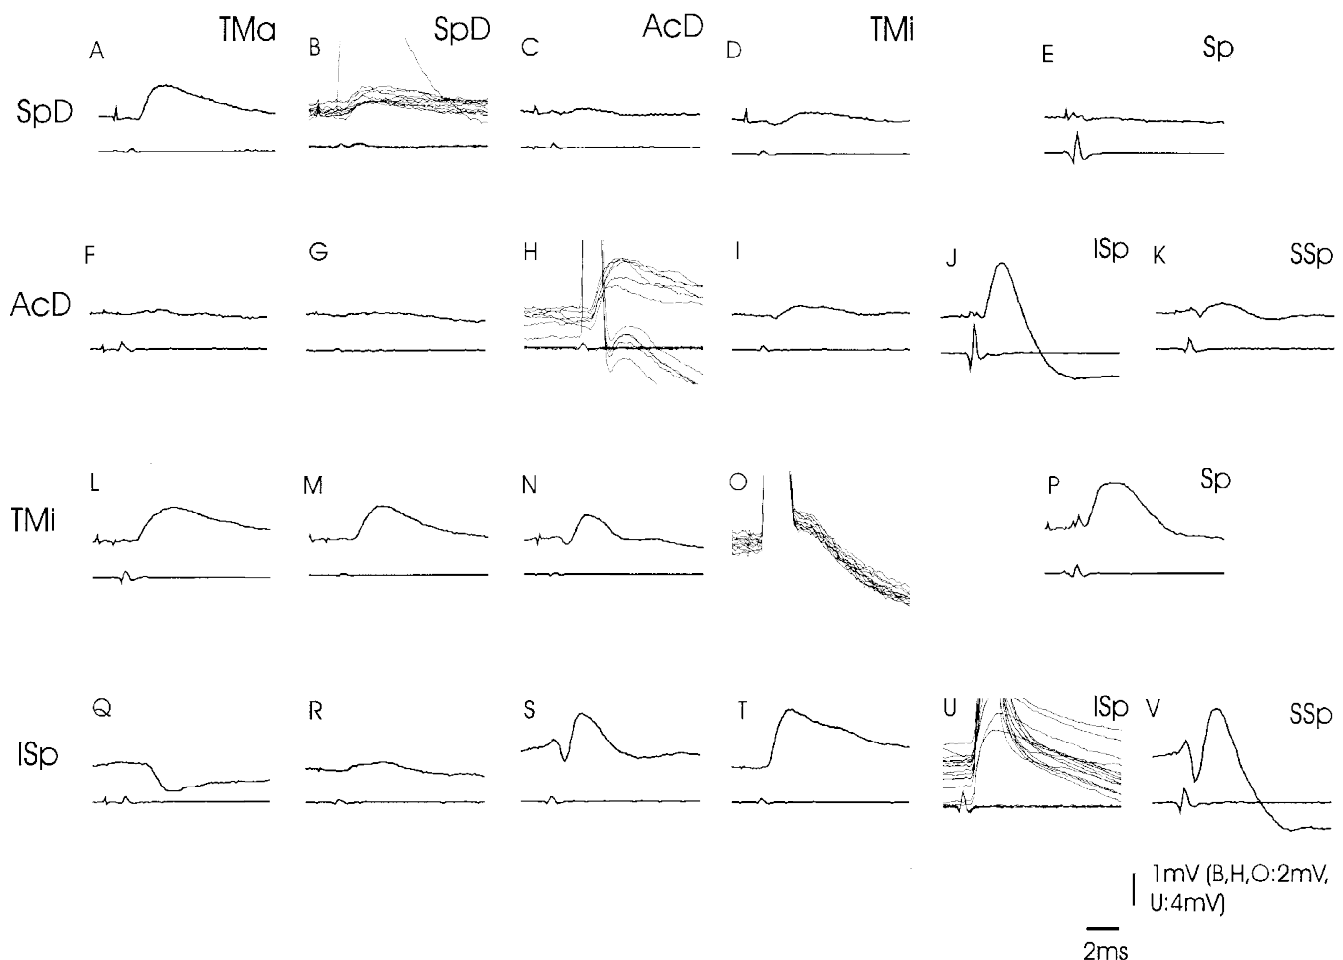 TMa SpD AcD TMi Sp
A B C D E
SpD
F G H I J ISp K SSp
AcD
L M N O P Sp
TMi
Q R S T U ISp V SSp
ISp
1mV (B,H,O:2mV,
U:4mV)
2ms